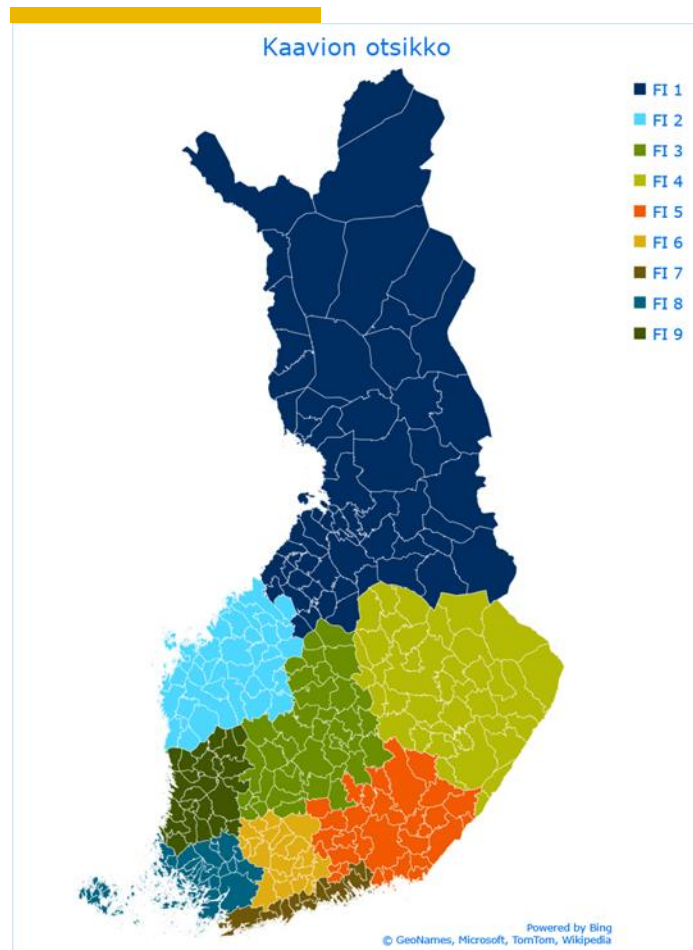 Kaavion otsikko
FI 1
FI 2
FI 3
FI 4
FI 5
FI 6
FI 7
FI 8
FI 9
Powered by Bing
© GeoNames, Microsoft, TomTom, Wikipedia